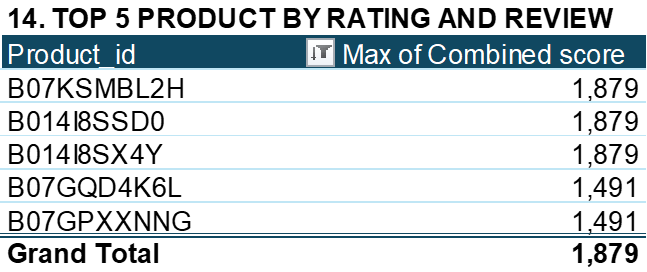 14. TOP 5 PRODUCT BY RATING AND REVIEW
Product_id Max of Combined score
B07KSMBL2H 1,879
B014I8SSD0 1,879
B014I8SX4Y 1,879
B07GQD4K6L 1,491
B07GPXXNNG 1,491
Grand Total 1,879